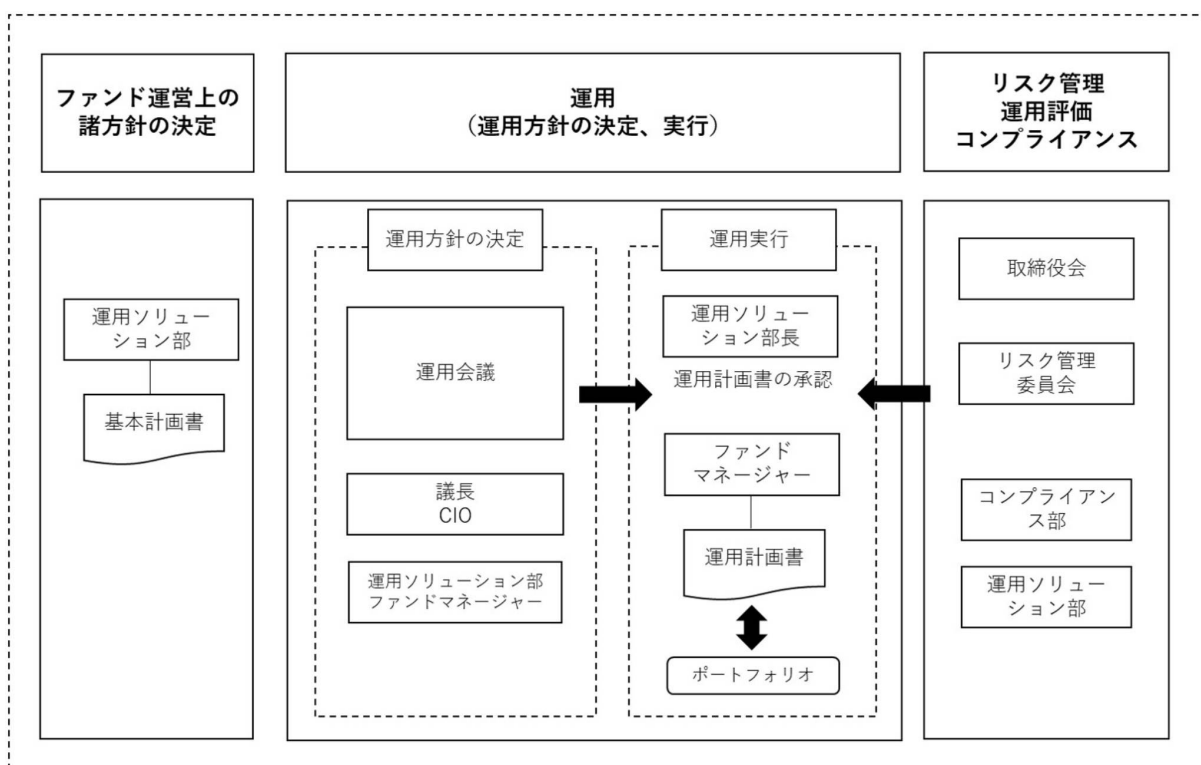 ファンド運営上の
諸方針の決定
運用
（運用方針の決定、実行）
リスク管理
運用評価
コンプライアンス
運用ソリュー
ション部
基本計画書
運用方針の決定
運用会議
議長
CIO
運用ソリューション部
ファンドマネージャー
運用実行
運用ソリュー
ション部長
運用計画書の承認
ファンド
マネージャー
運用計画書
ポートフォリオ
取締役会
リスク管理
委員会
コンプライアン
ス部
運用ソリュー
ション部